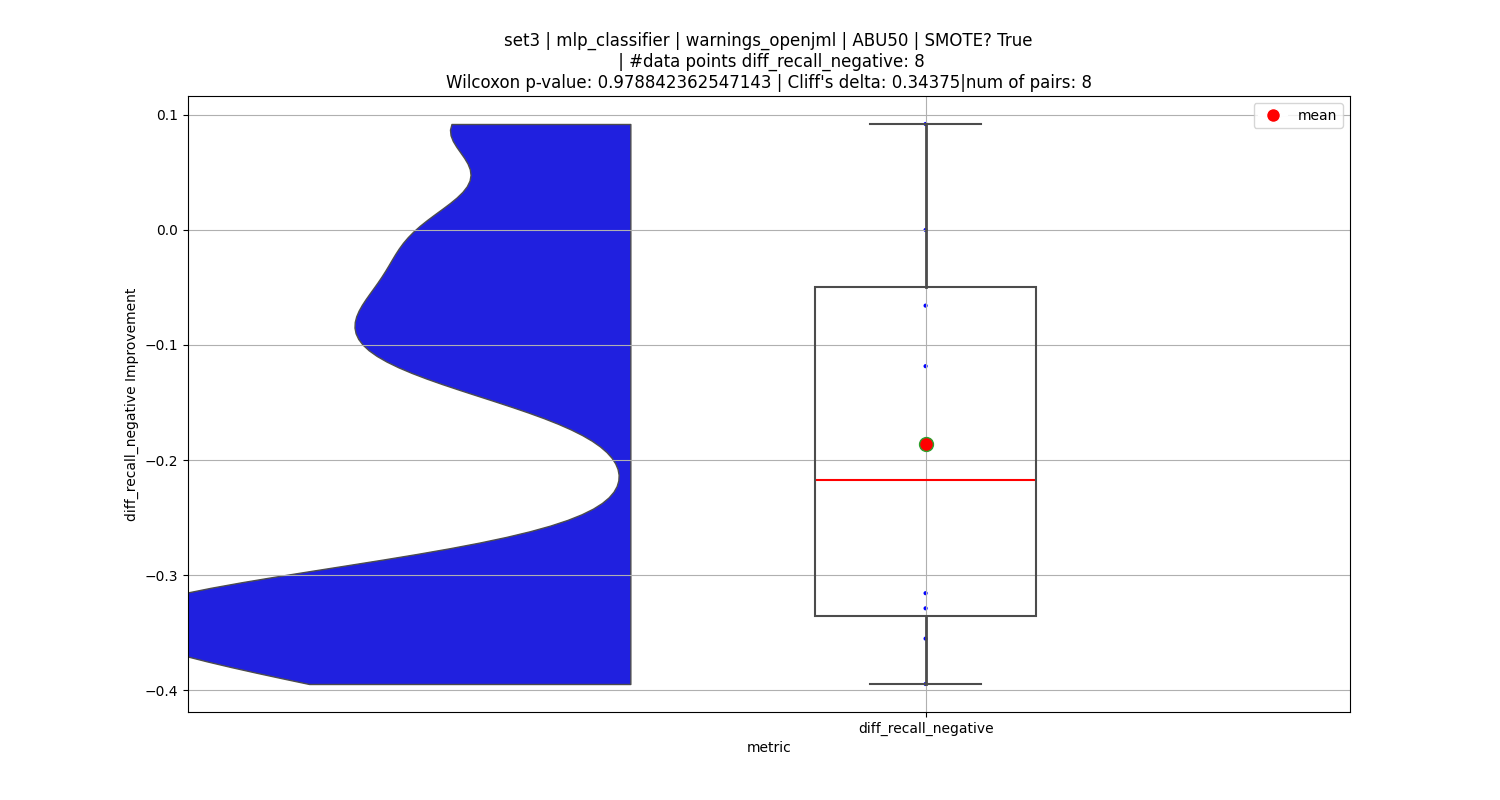 set3 | mlp_classifier | warnings_openjml | ABU50 | SMOTE? True
| #data points diff_recall_negative: 8
Wilcoxon p-value: 0.978842362547143 | Cliff's delta: 0.34375|num of pairs: 8
mean
0.1
0.0
−0.1
−0.2
−0.3
−0.4
diff_recall_negative Improvement
diff_recall_negative
metric